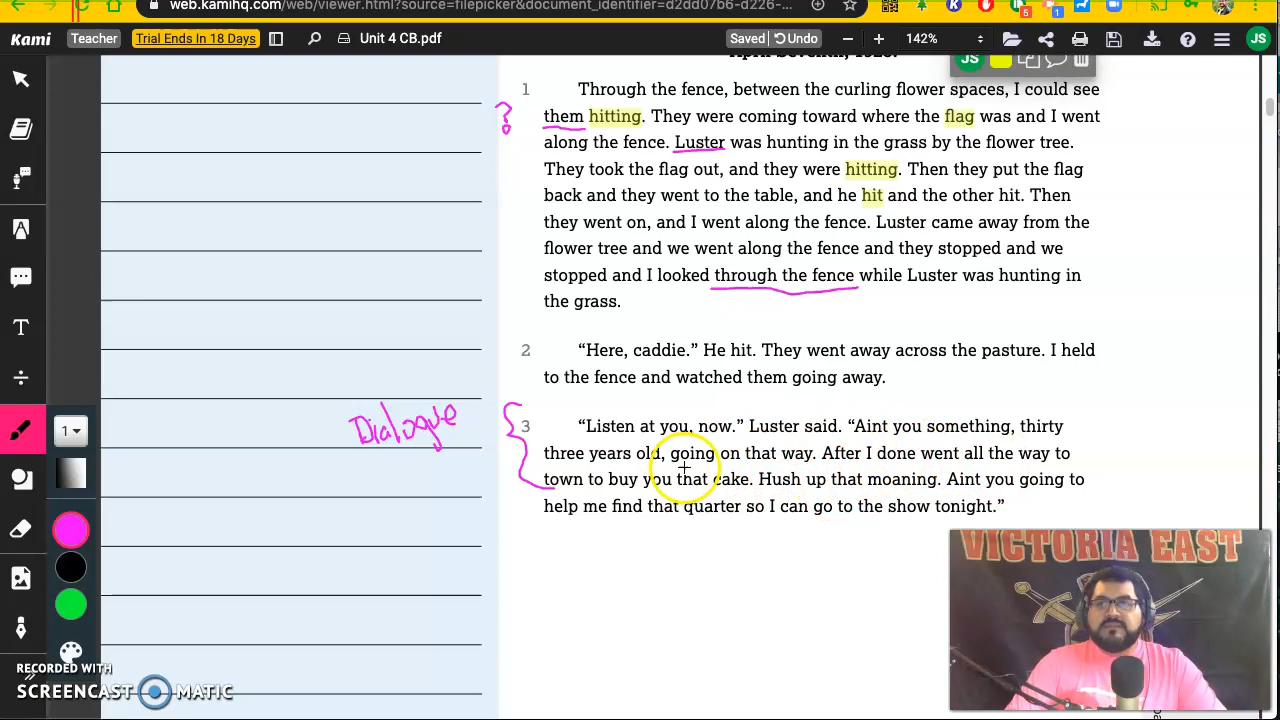 web.kamihq.com/web/viewer.html?source=filepicker&document_identifier=d2dd07b6-d226-
5
1
Kami
Teacher
Trial Ends In 18 Days
Unit 4 CB.pdf
Saved Undo
142%
JS
JS
1 Through the fence, between the curling flower spaces, I could see
? them hitting. They were coming toward where the flag was and I went
along the fence. Luster was hunting in the grass by the flower tree.
They took the flag out, and they were hitting. Then they put the flag
back and they went to the table, and he hit and the other hit. Then
they went on, and I went along the fence. Luster came away from the
flower tree and we went along the fence and they stopped and we
stopped and I looked through the fence while Luster was hunting in
the grass.
2 “Here, caddie.” He hit. They went away across the pasture. I held
to the fence and watched them going away.
Dialogue
3 “Listen at you, now.” Luster said. “Aint you something, thirty
three years old, going on that way. After I done went all the way to
town to buy you that cake. Hush up that moaning. Aint you going to
help me find that quarter so I can go to the show tonight.”
1
VICTORIA EAST
RECORDED WITH
SCREENCAST MATIC